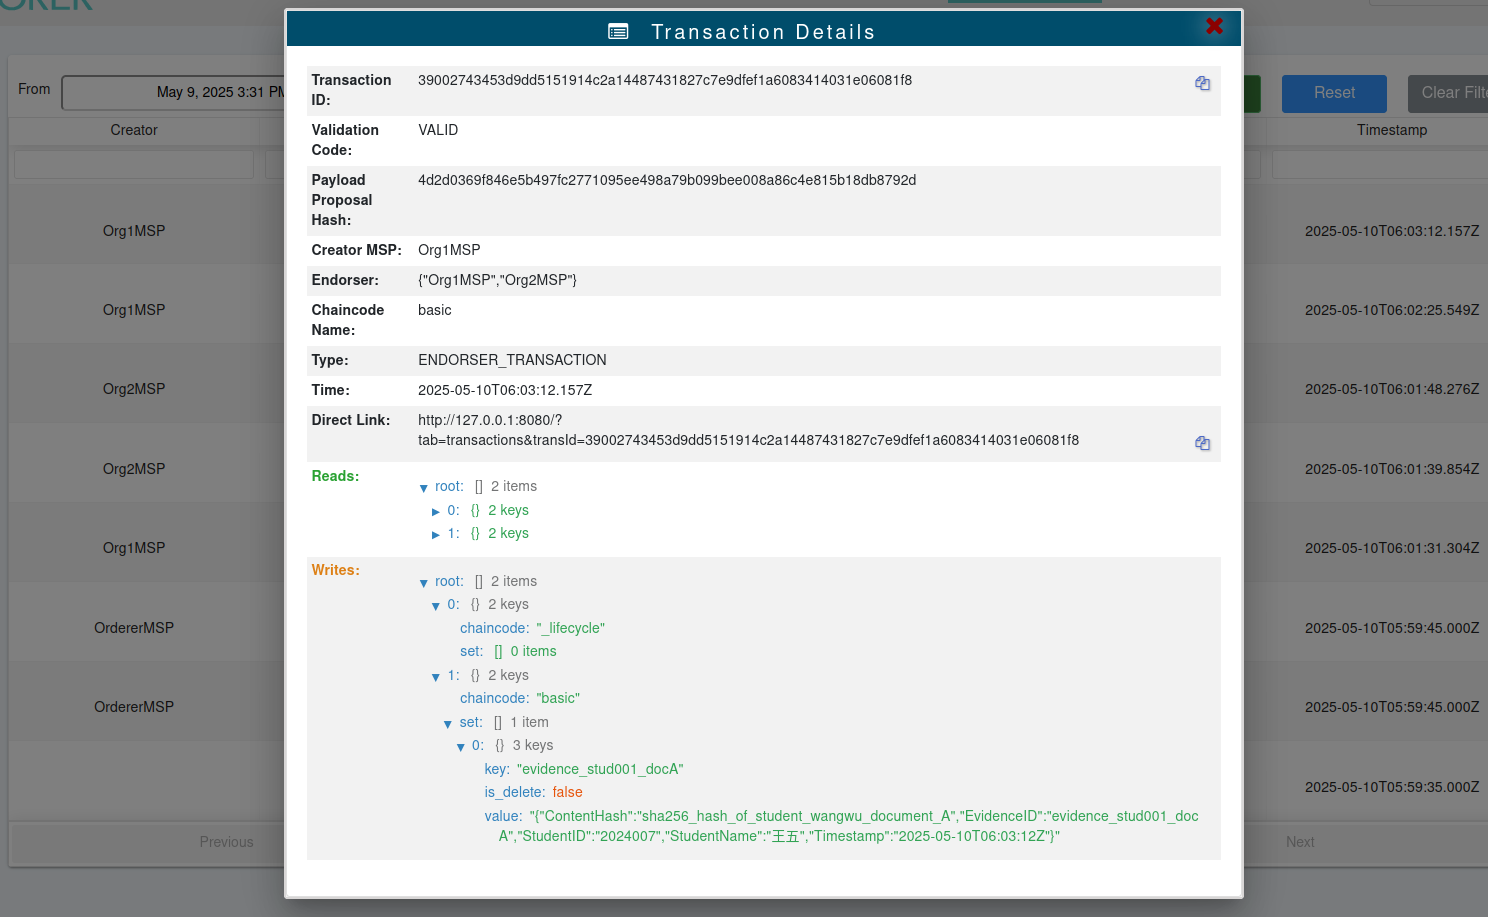 ORER
Transaction Details
From
May 9, 2025 3:31 PM
Reset
Clear Filte
Creator
Timestamp
Org1MSP
2025-05-10T06:03:12.157Z
Org1MSP
2025-05-10T06:02:25.549Z
Org2MSP
2025-05-10T06:01:48.276Z
Org2MSP
2025-05-10T06:01:39.854Z
Org1MSP
2025-05-10T06:01:31.304Z
OrdererMSP
2025-05-10T05:59:45.000Z
OrdererMSP
2025-05-10T05:59:45.000Z
2025-05-10T05:59:35.000Z
Previous
Next
Transaction ID: 39002743453d9dd5151914c2a14487431827c7e9dfef1a6083414031e06081f8
Validation Code: VALID
Payload Proposal Hash: 4d2d0369f846e5b497fc2771095ee498a79b099bee008a86c4e815b18db8792d
Creator MSP: Org1MSP
Endorser: {"Org1MSP","Org2MSP"}
Chaincode Name: basic
Type: ENDORSER_TRANSACTION
Time: 2025-05-10T06:03:12.157Z
Direct Link: http://127.0.0.1:8080/?
tab=transactions&transId=39002743453d9dd5151914c2a14487431827c7e9dfef1a6083414031e06081f8
Reads:
▼ root: [] 2 items
▶ 0: {} 2 keys
▶ 1: {} 2 keys
Writes:
▼ root: [] 2 items
▼ 0: {} 2 keys
chaincode: "_lifecycle"
set: [] 0 items
▼ 1: {} 2 keys
chaincode: "basic"
▼ set: [] 1 item
▼ 0: {} 3 keys
key: "evidence_stud001_docA"
is_delete: false
value: "{"ContentHash":"sha256_hash_of_student_wangwu_document_A","EvidenceID":"evidence_stud001_doc
A","StudentID":"2024007","StudentName":"王五","Timestamp":"2025-05-10T06:03:12Z"}"